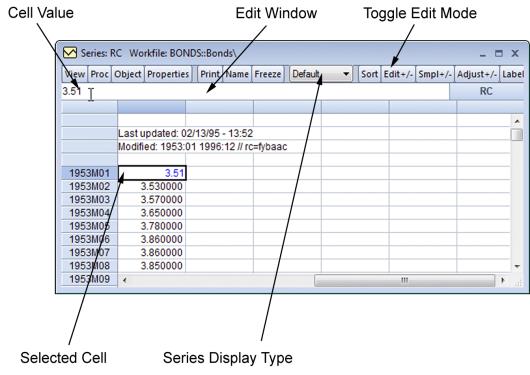 Cell Value Edit Window Toggle Edit Mode
Series: RC Workfile: BONDS::Bonds\
View Proc Object Properties Print Name Freeze Default Sort Edit+/- Smpl+/- Adjust+/- Label
3.51 RC
Last updated: 02/13/95 - 13:52
Modified: 1953:01 1996:12 // rc=fybaac
1953M01 3.51
1953M02 3.530000
1953M03 3.570000
1953M04 3.650000
1953M05 3.780000
1953M06 3.860000
1953M07 3.860000
1953M08 3.850000
1953M09
Selected Cell Series Display Type